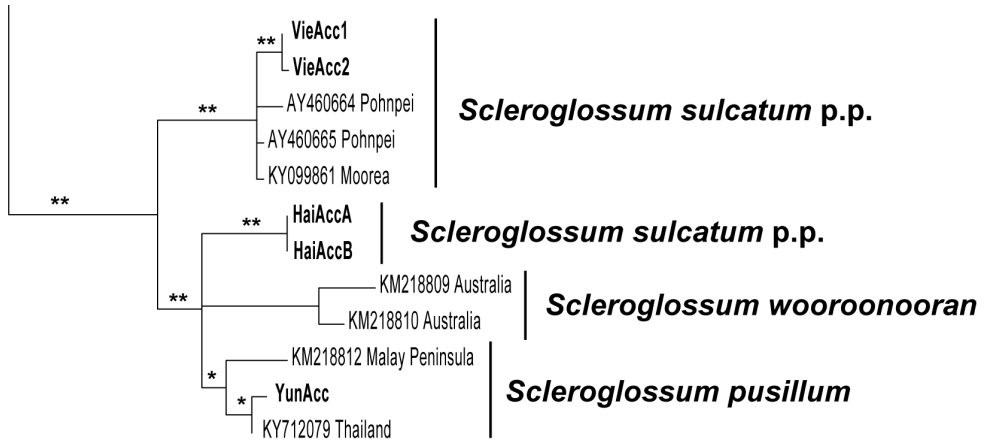 **
**
**
**
**
*
*
VieAcc1
VieAcc2
AY460664 Pohnpei
AY460665 Pohnpei
KY099861 Moorea
Scleroglossum sulcatum p.p.
HaiAccA
HaiAccB
Scleroglossum sulcatum p.p.
KM218809 Australia
KM218810 Australia
Scleroglossum wooroonooran
KM218812 Malay Peninsula
YunAcc
KY712079 Thailand
Scleroglossum pusillum